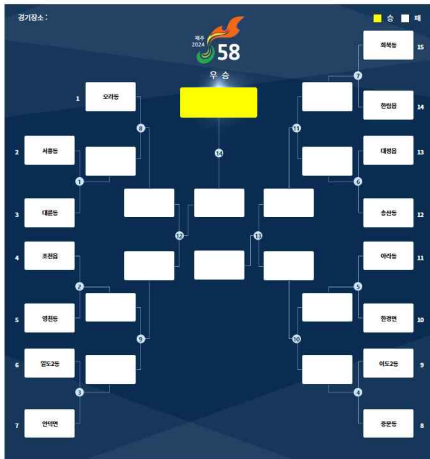 경기장소 :
승 패
제주
2024
58
우 승
1 오라동
2 서홍동
1
3 대륜동
8
4 조천읍
2
5 영천동
9
6 일도2동
3
7 안덕면
12
14
13
화북동 15
7
한림읍 14
11
대정읍 13
6
송산동 12
아라동 11
5
한경면 10
10
이도2동 9
4
중문동 8